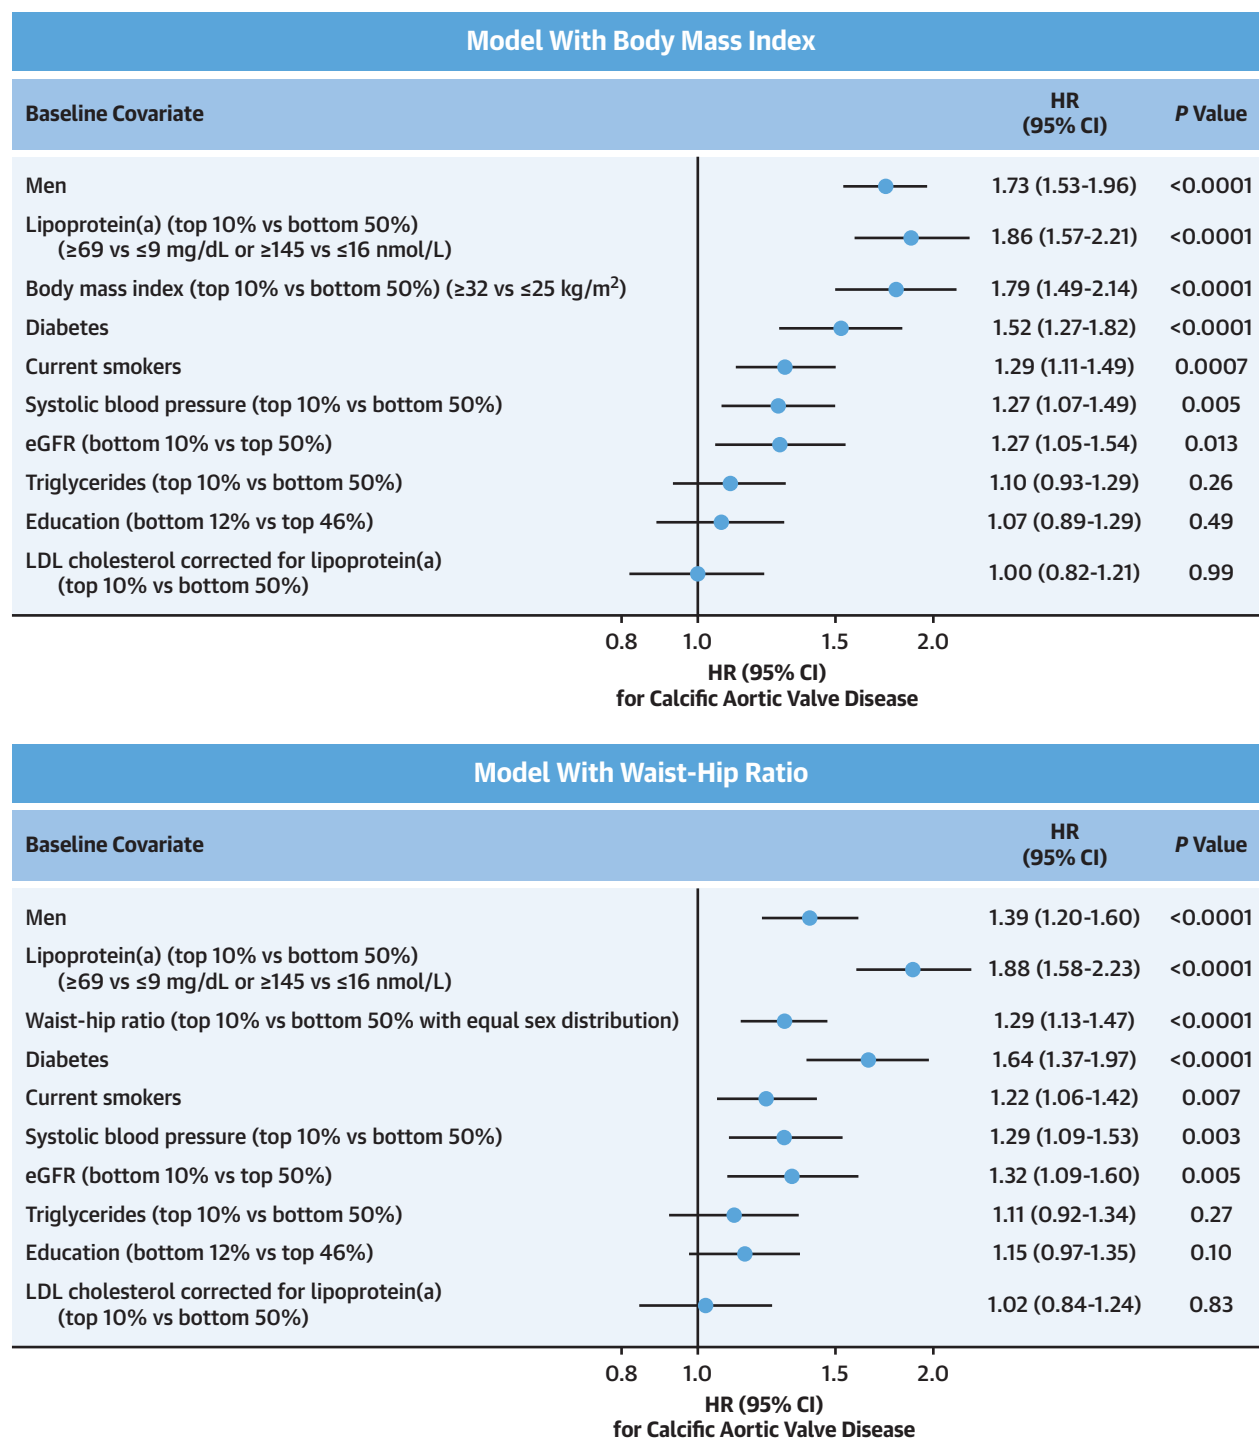 Model With Body Mass Index
Baseline Covariate
HR
(95% CI)
P Value
Men 1.73 (1.53-1.96) <0.0001
Lipoprotein(a) (top 10% vs bottom 50%)
(≥69 vs ≤9 mg/dL or ≥145 vs ≤16 nmol/L) 1.86 (1.57-2.21) <0.0001
Body mass index (top 10% vs bottom 50%) (≥32 vs ≤25 kg/m²) 1.79 (1.49-2.14) <0.0001
Diabetes 1.52 (1.27-1.82) <0.0001
Current smokers 1.29 (1.11-1.49) 0.0007
Systolic blood pressure (top 10% vs bottom 50%) 1.27 (1.07-1.49) 0.005
eGFR (bottom 10% vs top 50%) 1.27 (1.05-1.54) 0.013
Triglycerides (top 10% vs bottom 50%) 1.10 (0.93-1.29) 0.26
Education (bottom 12% vs top 46%) 1.07 (0.89-1.29) 0.49
LDL cholesterol corrected for lipoprotein(a)
(top 10% vs bottom 50%) 1.00 (0.82-1.21) 0.99
0.8 1.0 1.5 2.0
HR (95% CI)
for Calcific Aortic Valve Disease
Model With Waist-Hip Ratio
Baseline Covariate
HR
(95% CI)
P Value
Men 1.39 (1.20-1.60) <0.0001
Lipoprotein(a) (top 10% vs bottom 50%)
(≥69 vs ≤9 mg/dL or ≥145 vs ≤16 nmol/L) 1.88 (1.58-2.23) <0.0001
Waist-hip ratio (top 10% vs bottom 50% with equal sex distribution) 1.29 (1.13-1.47) <0.0001
Diabetes 1.64 (1.37-1.97) <0.0001
Current smokers 1.22 (1.06-1.42) 0.007
Systolic blood pressure (top 10% vs bottom 50%) 1.29 (1.09-1.53) 0.003
eGFR (bottom 10% vs top 50%) 1.32 (1.09-1.60) 0.005
Triglycerides (top 10% vs bottom 50%) 1.11 (0.92-1.34) 0.27
Education (bottom 12% vs top 46%) 1.15 (0.97-1.35) 0.10
LDL cholesterol corrected for lipoprotein(a)
(top 10% vs bottom 50%) 1.02 (0.84-1.24) 0.83
0.8 1.0 1.5 2.0
HR (95% CI)
for Calcific Aortic Valve Disease